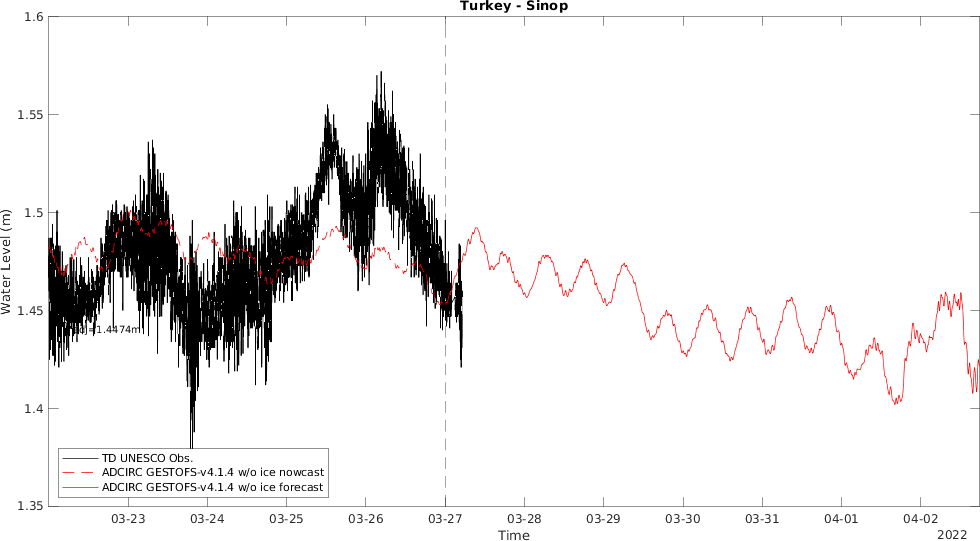 Turkey - Sinop
Water Level (m)
1.6
1.55
1.5
1.45
1.4
1.35
=1.4474m
TD UNESCO Obs.
ADCIRC GESTOFS-v4.1.4 w/o ice nowcast
ADCIRC GESTOFS-v4.1.4 w/o ice forecast
03-23 03-24 03-25 03-26 03-27 03-28 03-29 03-30 03-31 04-01 04-02
Time
2022